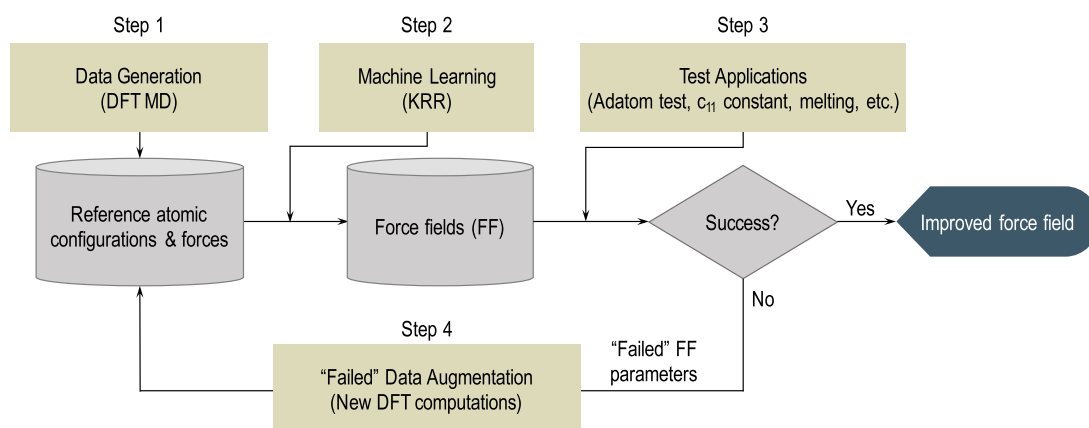 Step 1
Data Generation
(DFT MD)
Step 2
Machine Learning
(KRR)
Step 3
Test Applications
(Adatom test, c₁₁ constant, melting, etc.)
Reference atomic
configurations & forces
Force fields (FF)
Success?
Yes
Improved force field
No
Step 4
“Failed” Data Augmentation
(New DFT computations)
“Failed” FF
parameters